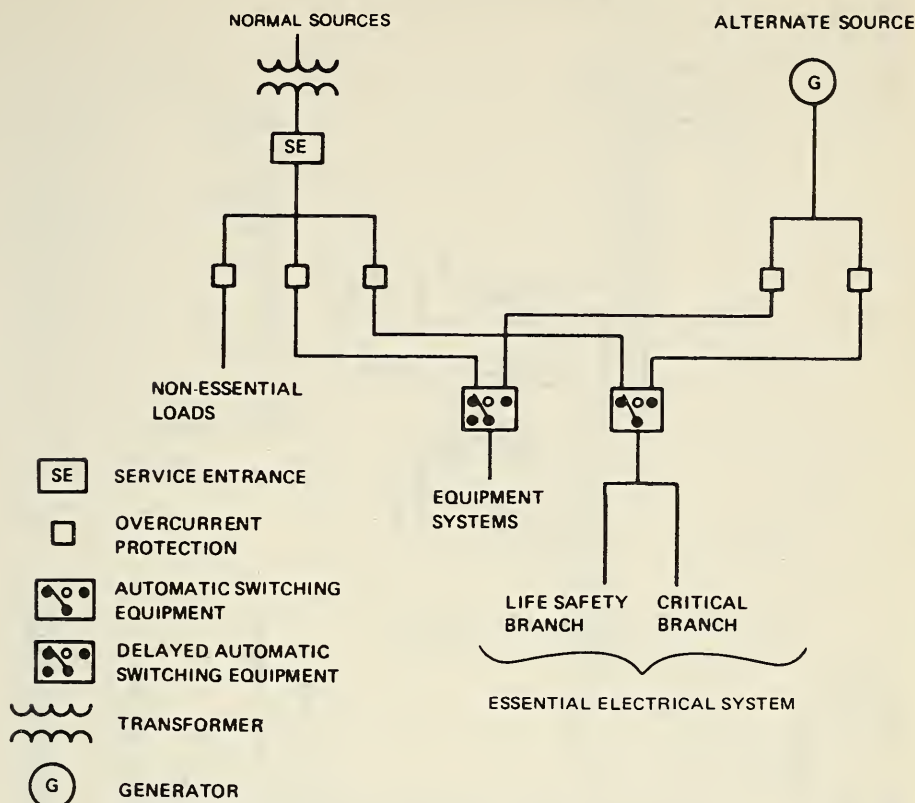 NORMAL SOURCES
ALTERNATE SOURCE
G
SE
NON-ESSENTIAL
LOADS
EQUIPMENT
SYSTEMS
LIFE SAFETY
BRANCH
CRITICAL
BRANCH
ESSENTIAL ELECTRICAL SYSTEM
SE
SERVICE ENTRANCE
OVERCURRENT
PROTECTION
AUTOMATIC SWITCHING
EQUIPMENT
DELAYED AUTOMATIC
SWITCHING EQUIPMENT
TRANSFORMER
G
GENERATOR